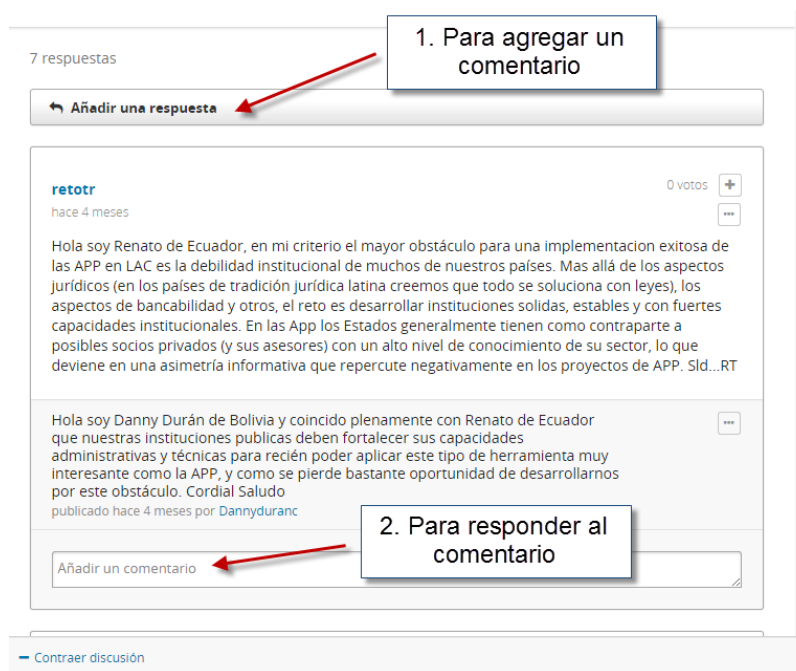 1. Para agregar un
comentario
7 respuestas
Añadir una respuesta
retotr
0 votos
hace 4 meses
Hola soy Renato de Ecuador, en mi criterio el mayor obstáculo para una implementacion exitosa de
las APP en LAC es la debilidad institucional de muchos de nuestros países. Mas allá de los aspectos
jurídicos (en los países de tradición jurídica latina creemos que todo se soluciona con leyes), los
aspectos de bancabilidad y otros, el reto es desarrollar instituciones solidas, estables y con fuertes
capacidades institucionales. En las App los Estados generalmente tienen como contraparte a
posibles socios privados (y sus asesores) con un alto nivel de conocimiento de su sector, lo que
deviene en una asimetría informativa que repercute negativamente en los proyectos de APP. Sld...RT
Hola soy Danny Durán de Bolivia y coincido plenamente con Renato de Ecuador
que nuestras instituciones publicas deben fortalecer sus capacidades
administrativas y técnicas para recién poder aplicar este tipo de herramienta muy
interesante como la APP, y como se pierde bastante oportunidad de desarrollarnos
por este obstáculo. Cordial Saludo
publicado hace 4 meses por Dannyduranc
2. Para responder al
comentario
Añadir un comentario
Contraer discusión